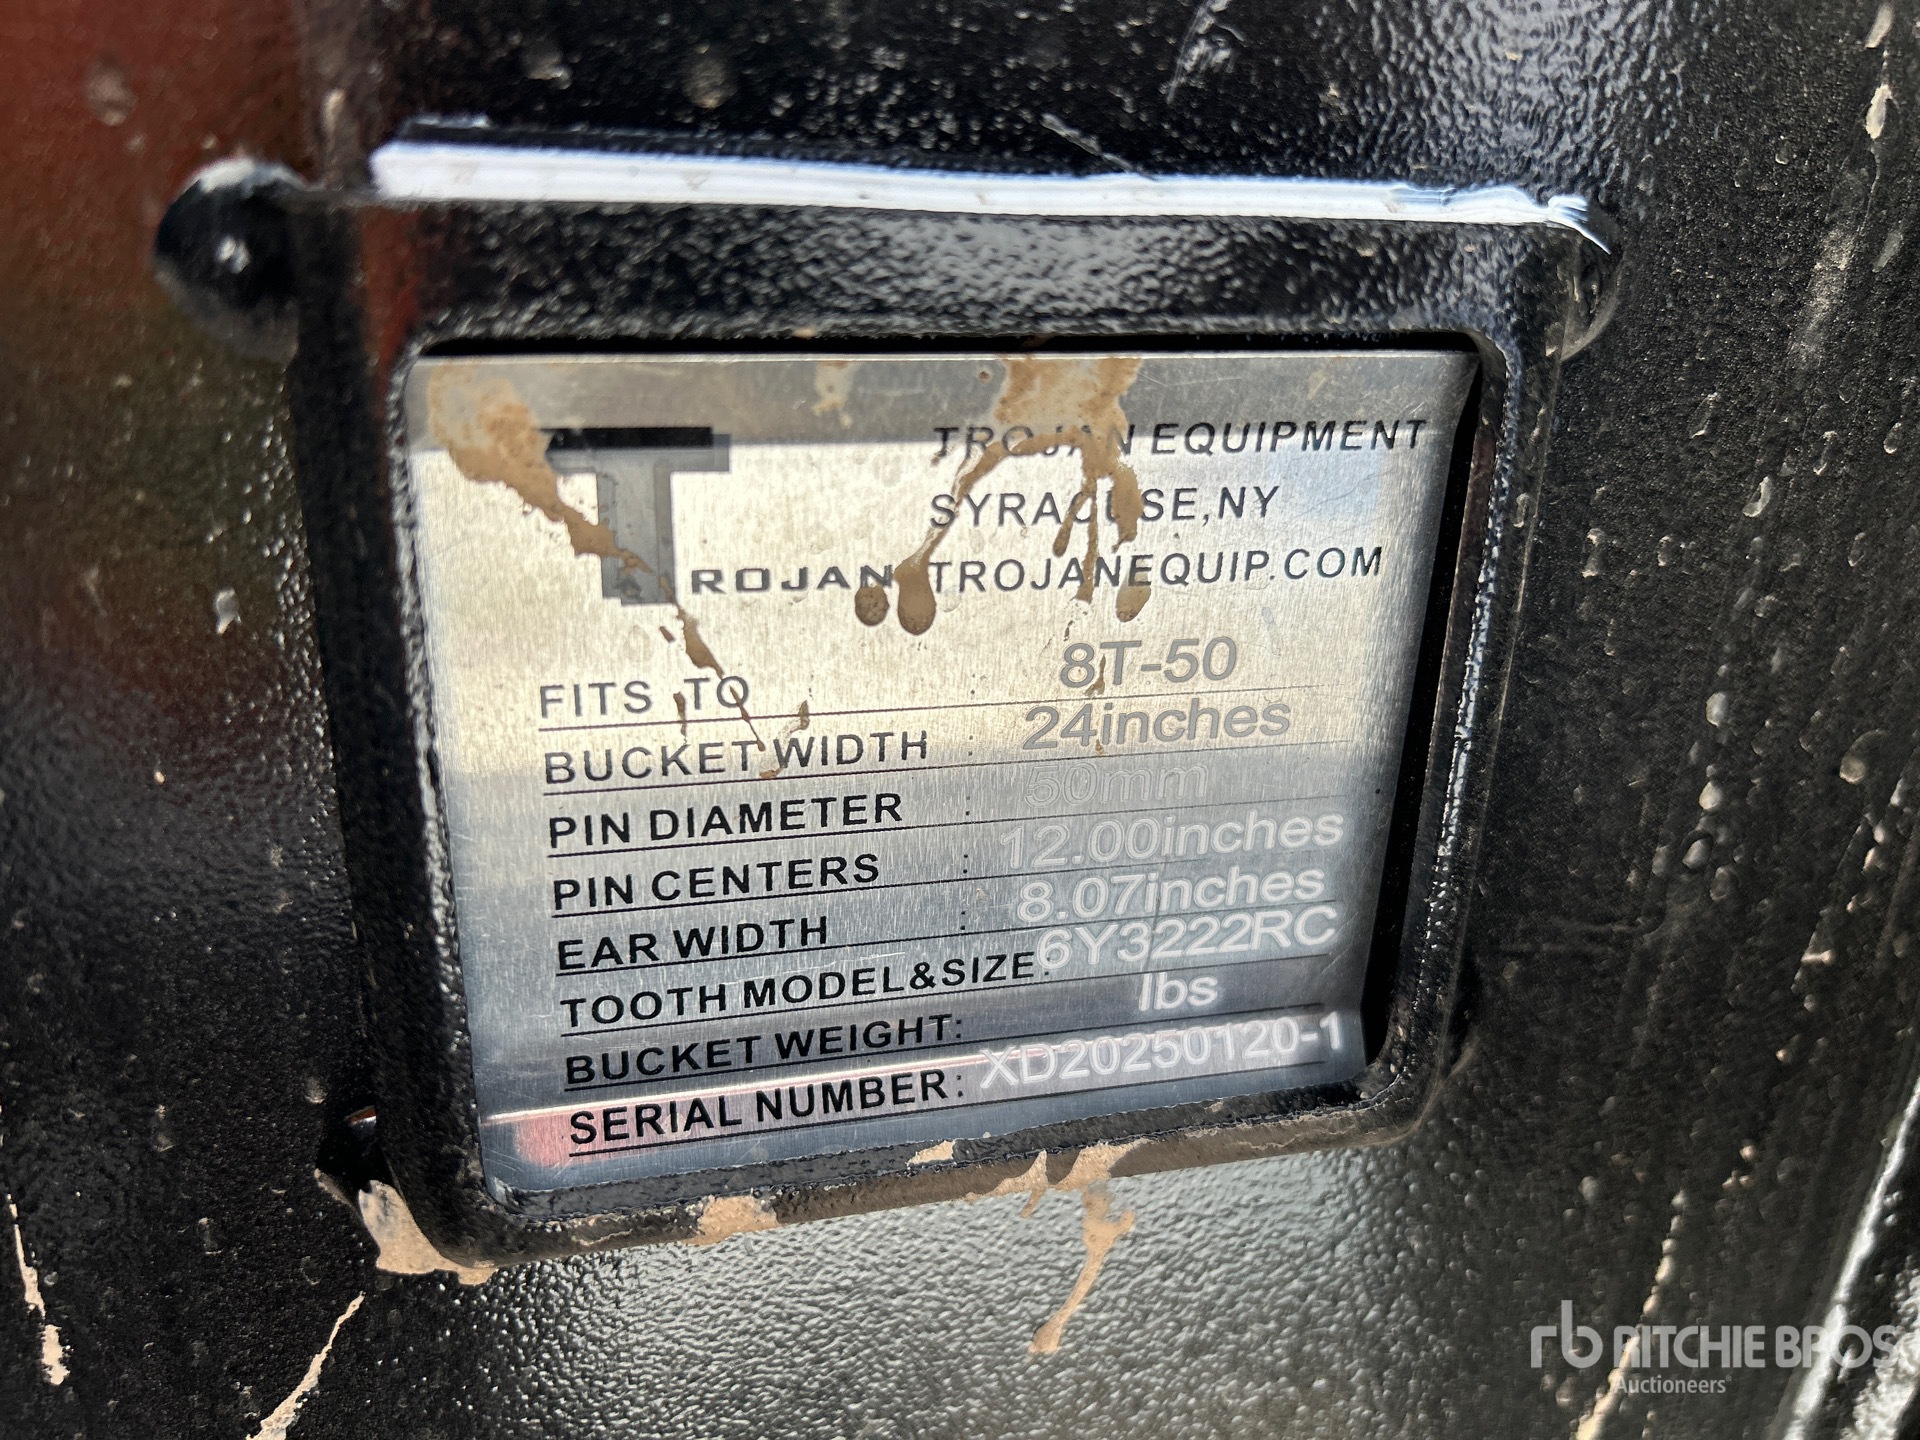 TROJAN EQUIPMENT
SYRACUSE,NY
TROJAN TROJANEQUIP.COM
FITS TO 8T-50
BUCKET WIDTH : 24inches
PIN DIAMETER : 50mm
PIN CENTERS : 12.00inches
EAR WIDTH : 8.07inches
TOOTH MODEL&SIZE: 6Y3222RC
BUCKET WEIGHT: lbs
SERIAL NUMBER: XD20250120-1
rb RITCHIE BROS
Auctioneers